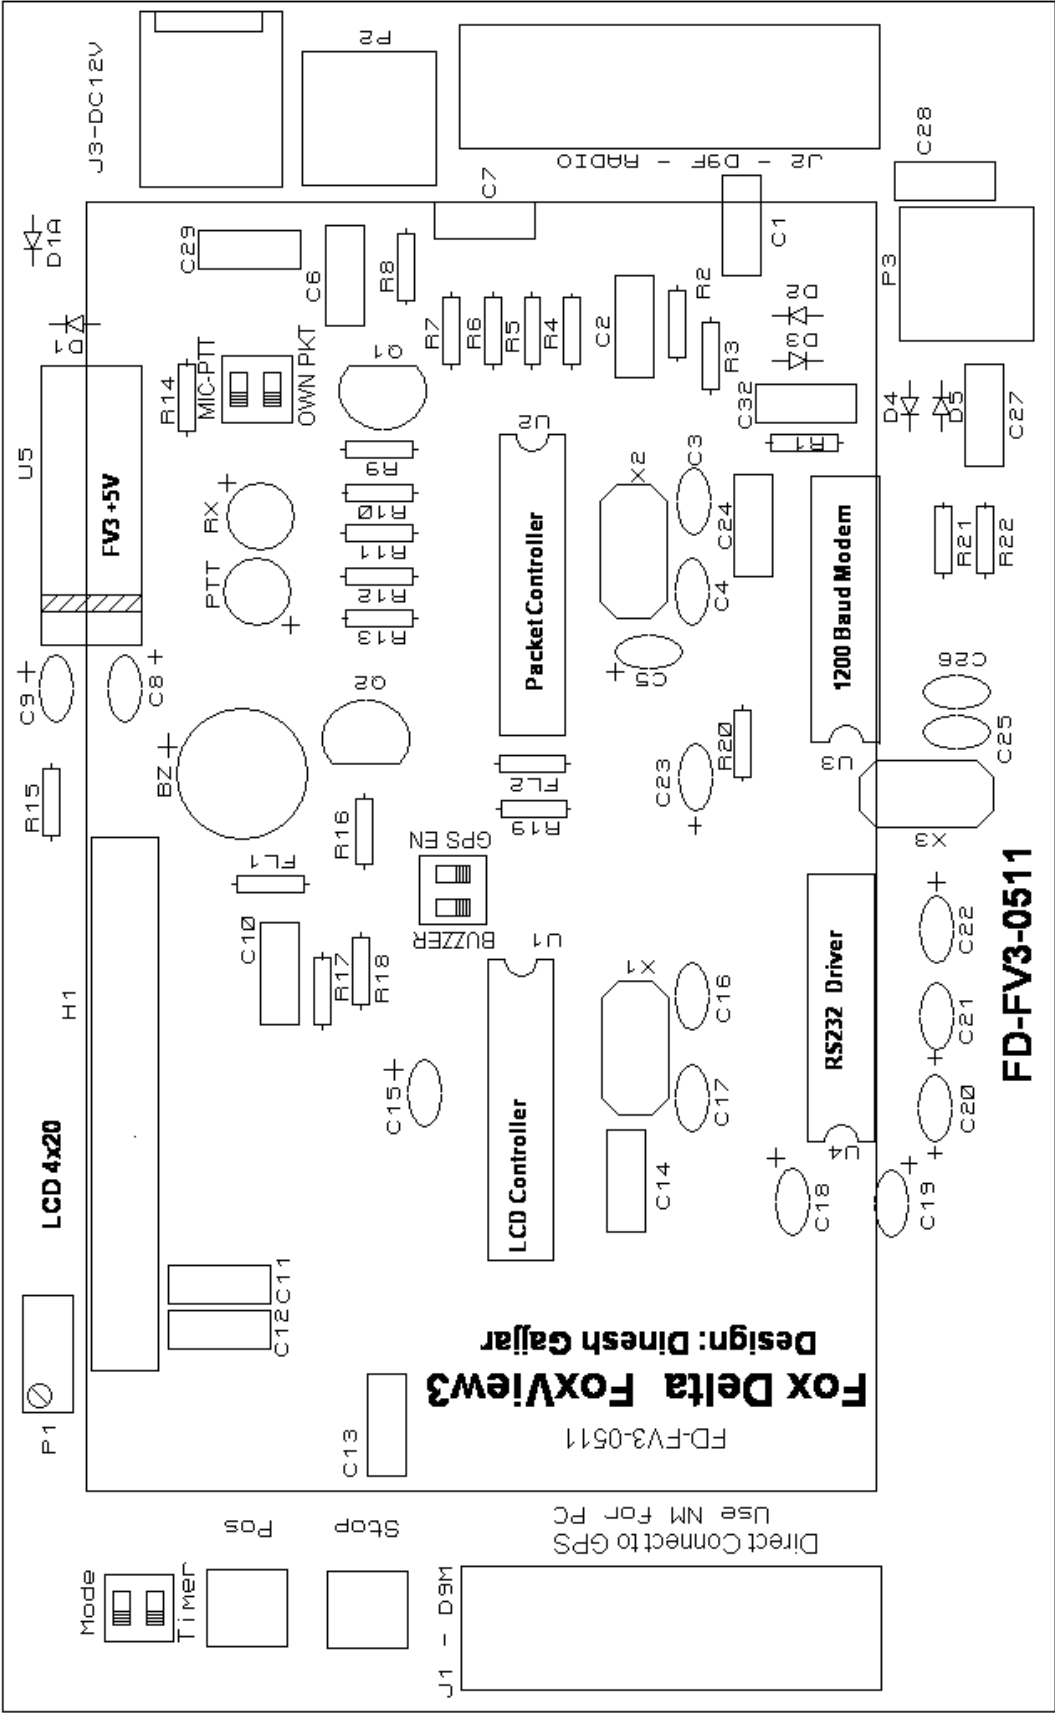 J3-DC12V
P2
J2 - D9F - RADIO
C28
D1A
C29
C6
R8
C7
C1
P3
D1
R14
MIC-PTT
OWN PKT
Q1
R7
R6
R5
R4
C2
R2
R3
D2
D3
C32
R1
D4
D5
C27
U5
FV3 +5V
RX
PTT
R9
R10
R11
R12
R13
U2
Packet Controller
X2
C3
C24
C4
C5
1200 Baud Modem
R21
R22
C9
C8
BZ
Q2
R15
R16
FL1
FL2
R19
C23
R20
U3
C26
C25
X3
GPS EN
BUZZER
C10
R17
R18
H1
U1
LCD Controller
X1
C16
C17
C15
C14
RS232 Driver
U4
C22
C21
C20
C19
C18
FD-FV3-0511
LCD 4x20
P1
C11
C12
C13
Design: Dinesh Gajjar
Fox Delta FoxView3
FD-FV3-0511
Mode
Timer
Pos
Stop
J1 - D9M
Direct Connect to GPS
Use NM For PC